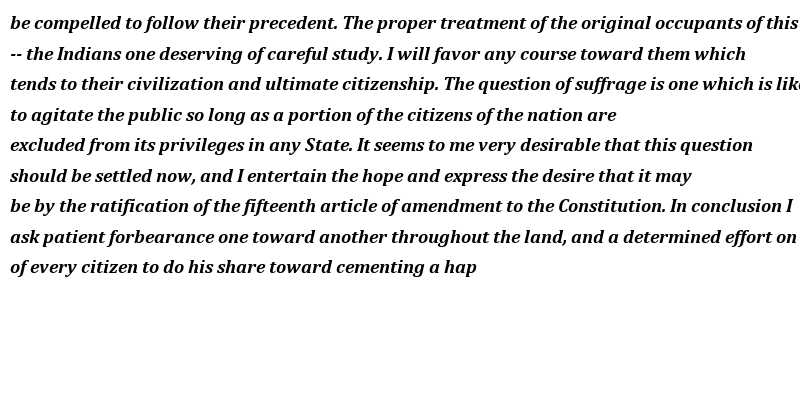 be compelled to follow their precedent. The proper treatment of the original occupants of this
-- the Indians one deserving of careful study. I will favor any course toward them which
tends to their civilization and ultimate citizenship. The question of suffrage is one which is
to agitate the public so long as a portion of the citizens of the nation are
excluded from its privileges in any State. It seems to me very desirable that this question
should be settled now, and I entertain the hope and express the desire that it may
be by the ratification of the fifteenth article of amendment to the Constitution. In conclusion I
ask patient forbearance one toward another throughout the land, and a determined effort on
of every citizen to do his share toward cementing a hap